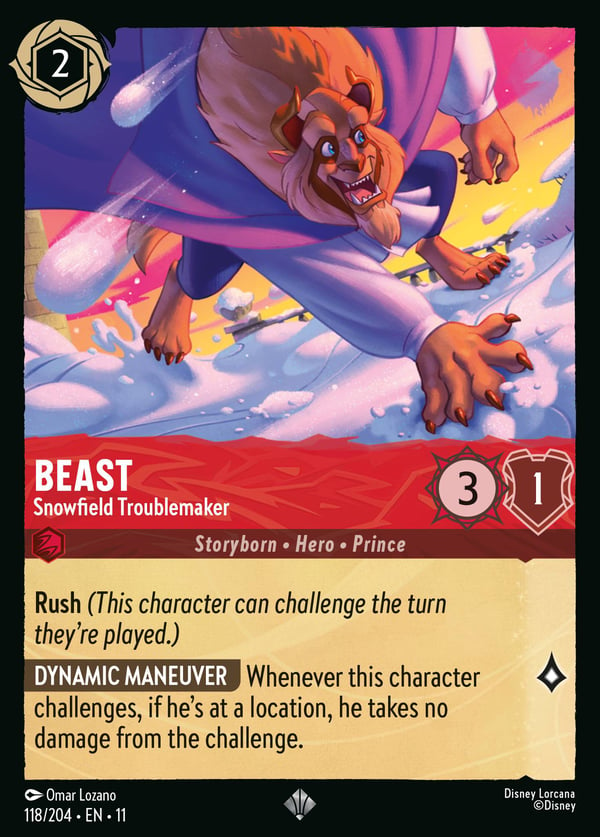 2
BEAST
Snowfield Troublemaker
3
1
Storyborn • Hero • Prince
Rush (This character can challenge the turn
they're played.)
DYNAMIC MANEUVER Whenever this character
challenges, if he's at a location, he takes no
damage from the challenge.
Omar Lozano
118/204 • EN • 11
Disney Lorcana
©Disney